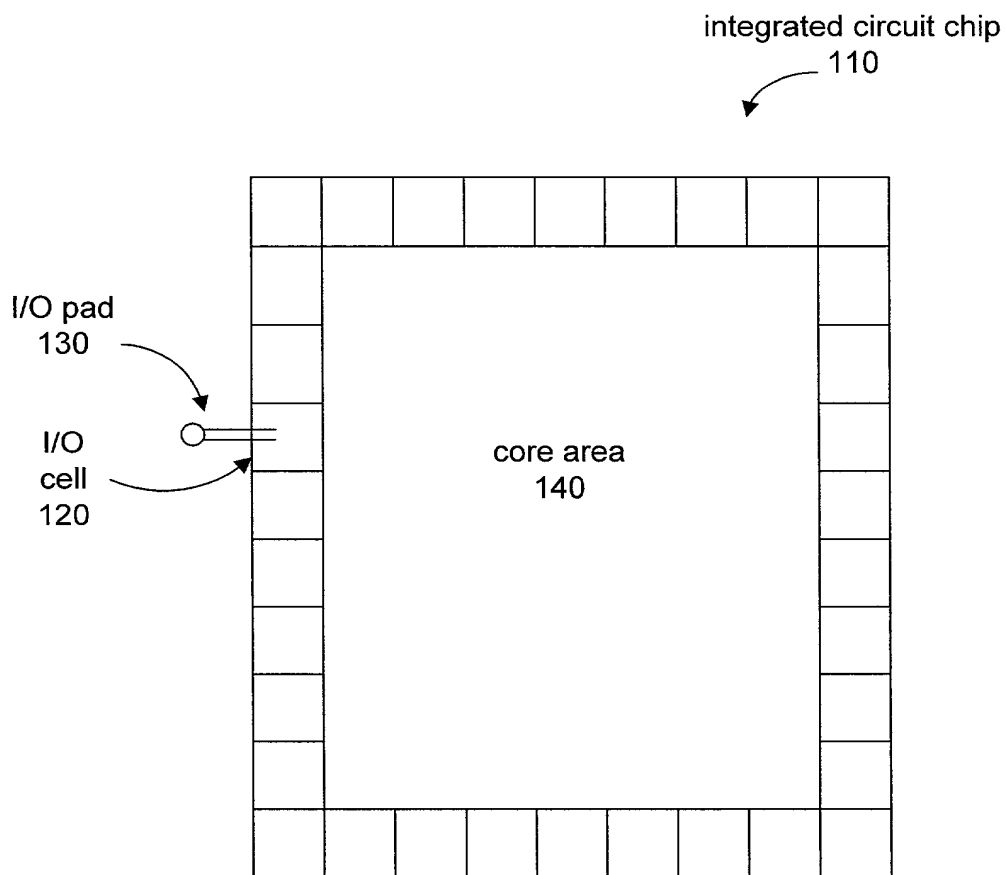 integrated circuit chip
110
I/O pad
130
I/O
cell
120
core area
140